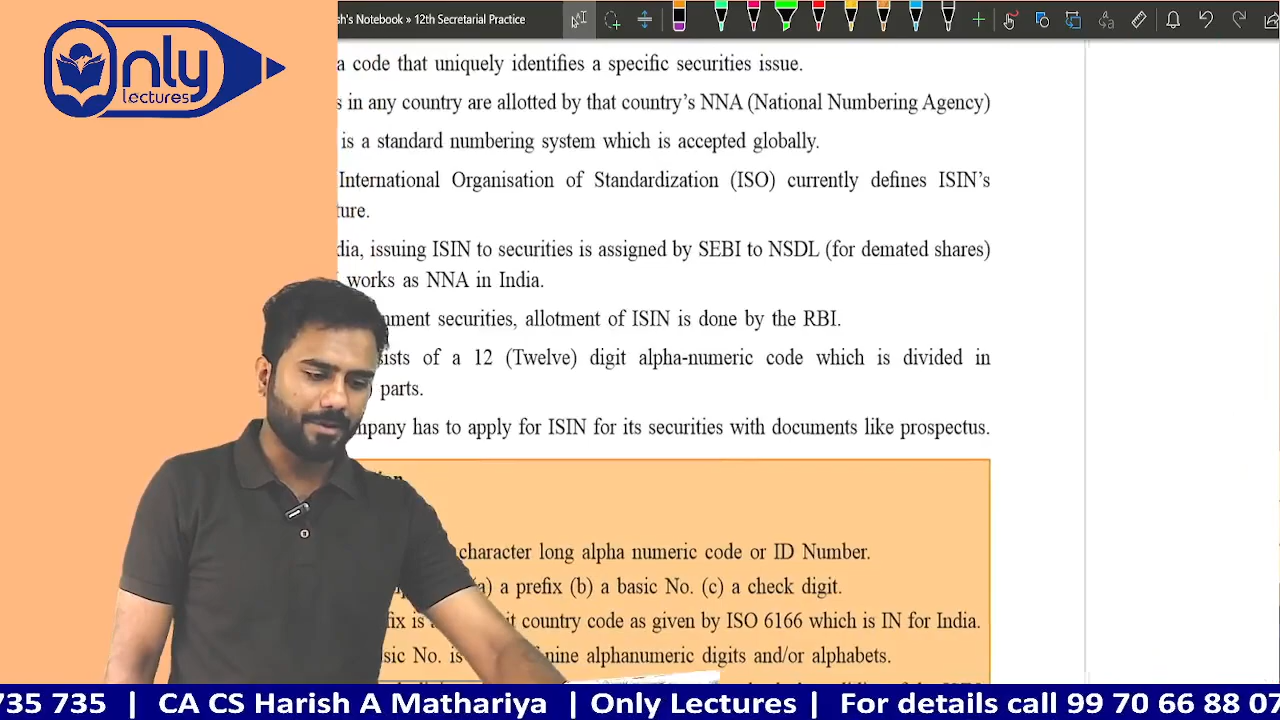 sh's Notebook » 12th Secretarial Practice
Only
lectures
a code that uniquely identifies a specific securities issue.
s in any country are allotted by that country's NNA (National Numbering Agency)
is a standard numbering system which is accepted globally.
International Organisation of Standardization (ISO) currently defines ISIN's
ture.
dia, issuing ISIN to securities is assigned by SEBI to NSDL (for demated shares)
works as NNA in India.
nment securities, allotment of ISIN is done by the RBI.
sists of a 12 (Twelve) digit alpha-numeric code which is divided in
parts.
mpany has to apply for ISIN for its securities with documents like prospectus.
character long alpha numeric code or ID Number.
a) a prefix (b) a basic No. (c) a check digit.
fix is a it country code as given by ISO 6166 which is IN for India.
sic No. is nine alphanumeric digits and/or alphabets.
735 735 | CA CS Harish A Mathariya | Only Lectures | For details call 99 70 66 88 07